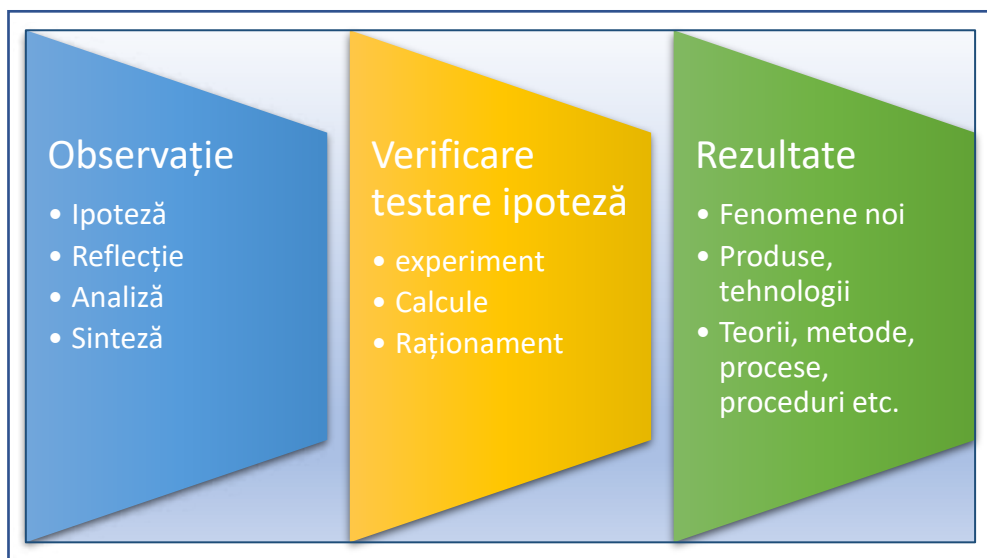 Observație
• Ipoteză
• Reflecție
• Analiză
• Sinteză
Verificare
testare ipoteză
• experiment
• Calcule
• Raționament
Rezultate
• Fenomene noi
• Produse,
tehnologii
• Teorii, metode,
procese,
proceduri etc.